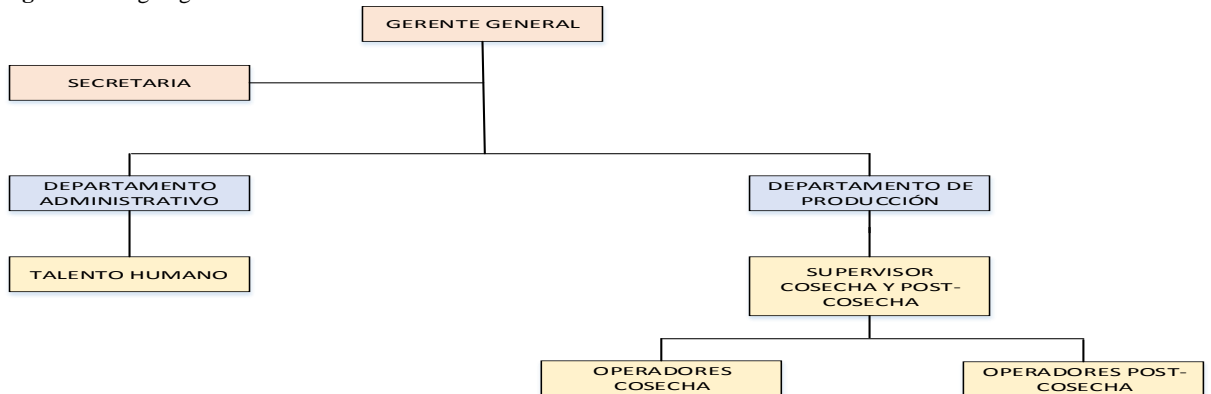 GERENTE GENERAL
SECRETARIA
DEPARTAMENTO
ADMINISTRATIVO
DEPARTAMENTO DE
PRODUCCIÓN
TALENTO HUMANO
SUPERVISOR
COSECHA Y POST-
COSECHA
OPERADORES
COSECHA
OPERADORES POST-
COSECHA